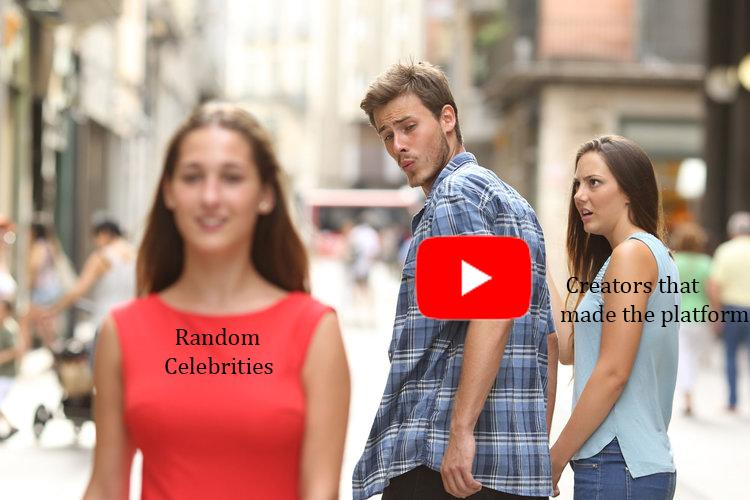 Random
Celebrities
Creators that
made the platform